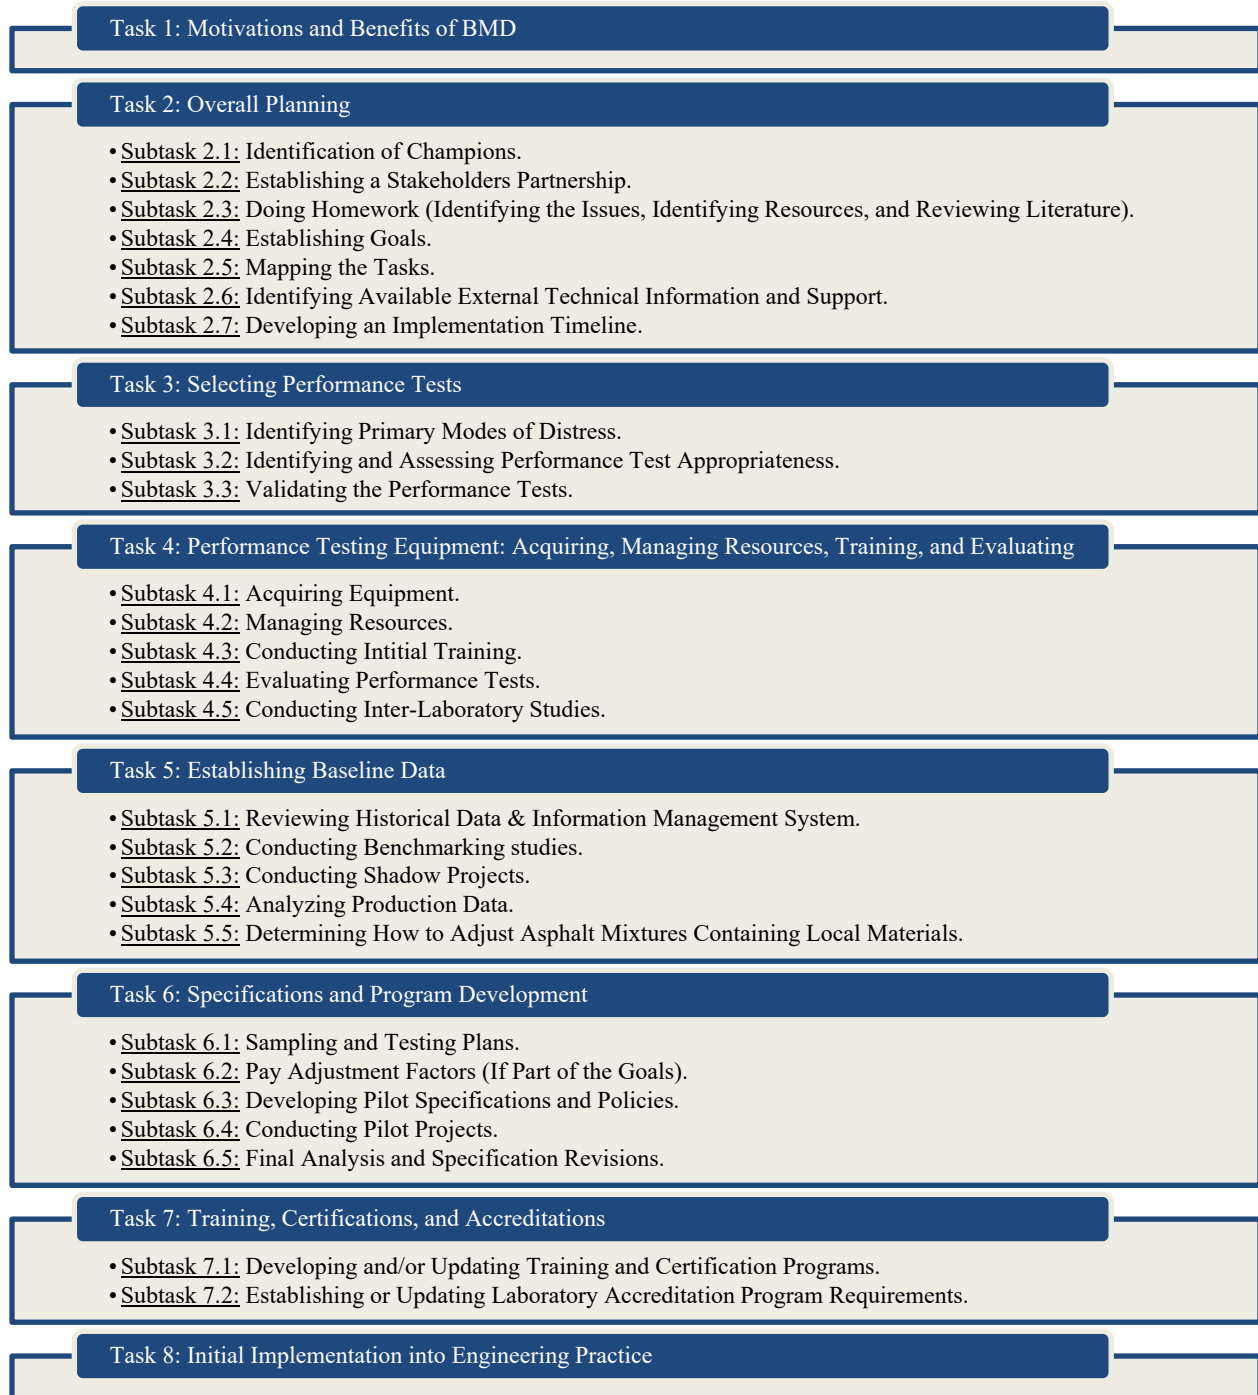 Task 1: Motivations and Benefits of BMD
Task 2: Overall Planning
• Subtask 2.1: Identification of Champions.
• Subtask 2.2: Establishing a Stakeholders Partnership.
• Subtask 2.3: Doing Homework (Identifying the Issues, Identifying Resources, and Reviewing Literature).
• Subtask 2.4: Establishing Goals.
• Subtask 2.5: Mapping the Tasks.
• Subtask 2.6: Identifying Available External Technical Information and Support.
• Subtask 2.7: Developing an Implementation Timeline.
Task 3: Selecting Performance Tests
• Subtask 3.1: Identifying Primary Modes of Distress.
• Subtask 3.2: Identifying and Assessing Performance Test Appropriateness.
• Subtask 3.3: Validating the Performance Tests.
Task 4: Performance Testing Equipment: Acquiring, Managing Resources, Training, and Evaluating
• Subtask 4.1: Acquiring Equipment.
• Subtask 4.2: Managing Resources.
• Subtask 4.3: Conducting Intitial Training.
• Subtask 4.4: Evaluating Performance Tests.
• Subtask 4.5: Conducting Inter-Laboratory Studies.
Task 5: Establishing Baseline Data
• Subtask 5.1: Reviewing Historical Data & Information Management System.
• Subtask 5.2: Conducting Benchmarking studies.
• Subtask 5.3: Conducting Shadow Projects.
• Subtask 5.4: Analyzing Production Data.
• Subtask 5.5: Determining How to Adjust Asphalt Mixtures Containing Local Materials.
Task 6: Specifications and Program Development
• Subtask 6.1: Sampling and Testing Plans.
• Subtask 6.2: Pay Adjustment Factors (If Part of the Goals).
• Subtask 6.3: Developing Pilot Specifications and Policies.
• Subtask 6.4: Conducting Pilot Projects.
• Subtask 6.5: Final Analysis and Specification Revisions.
Task 7: Training, Certifications, and Accreditations
• Subtask 7.1: Developing and/or Updating Training and Certification Programs.
• Subtask 7.2: Establishing or Updating Laboratory Accreditation Program Requirements.
Task 8: Initial Implementation into Engineering Practice